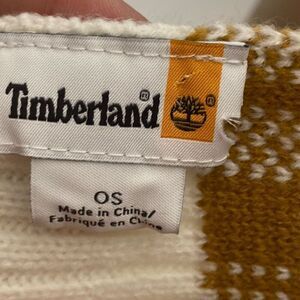 Timberland®
OS
Made in China/
Fabriqué en Chine